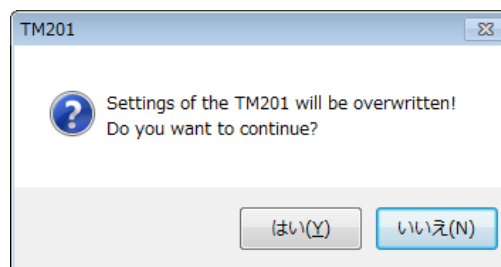 TM201
Settings of the TM201 will be overwritten!
Do you want to continue?
はい(Y)
いいえ(N)